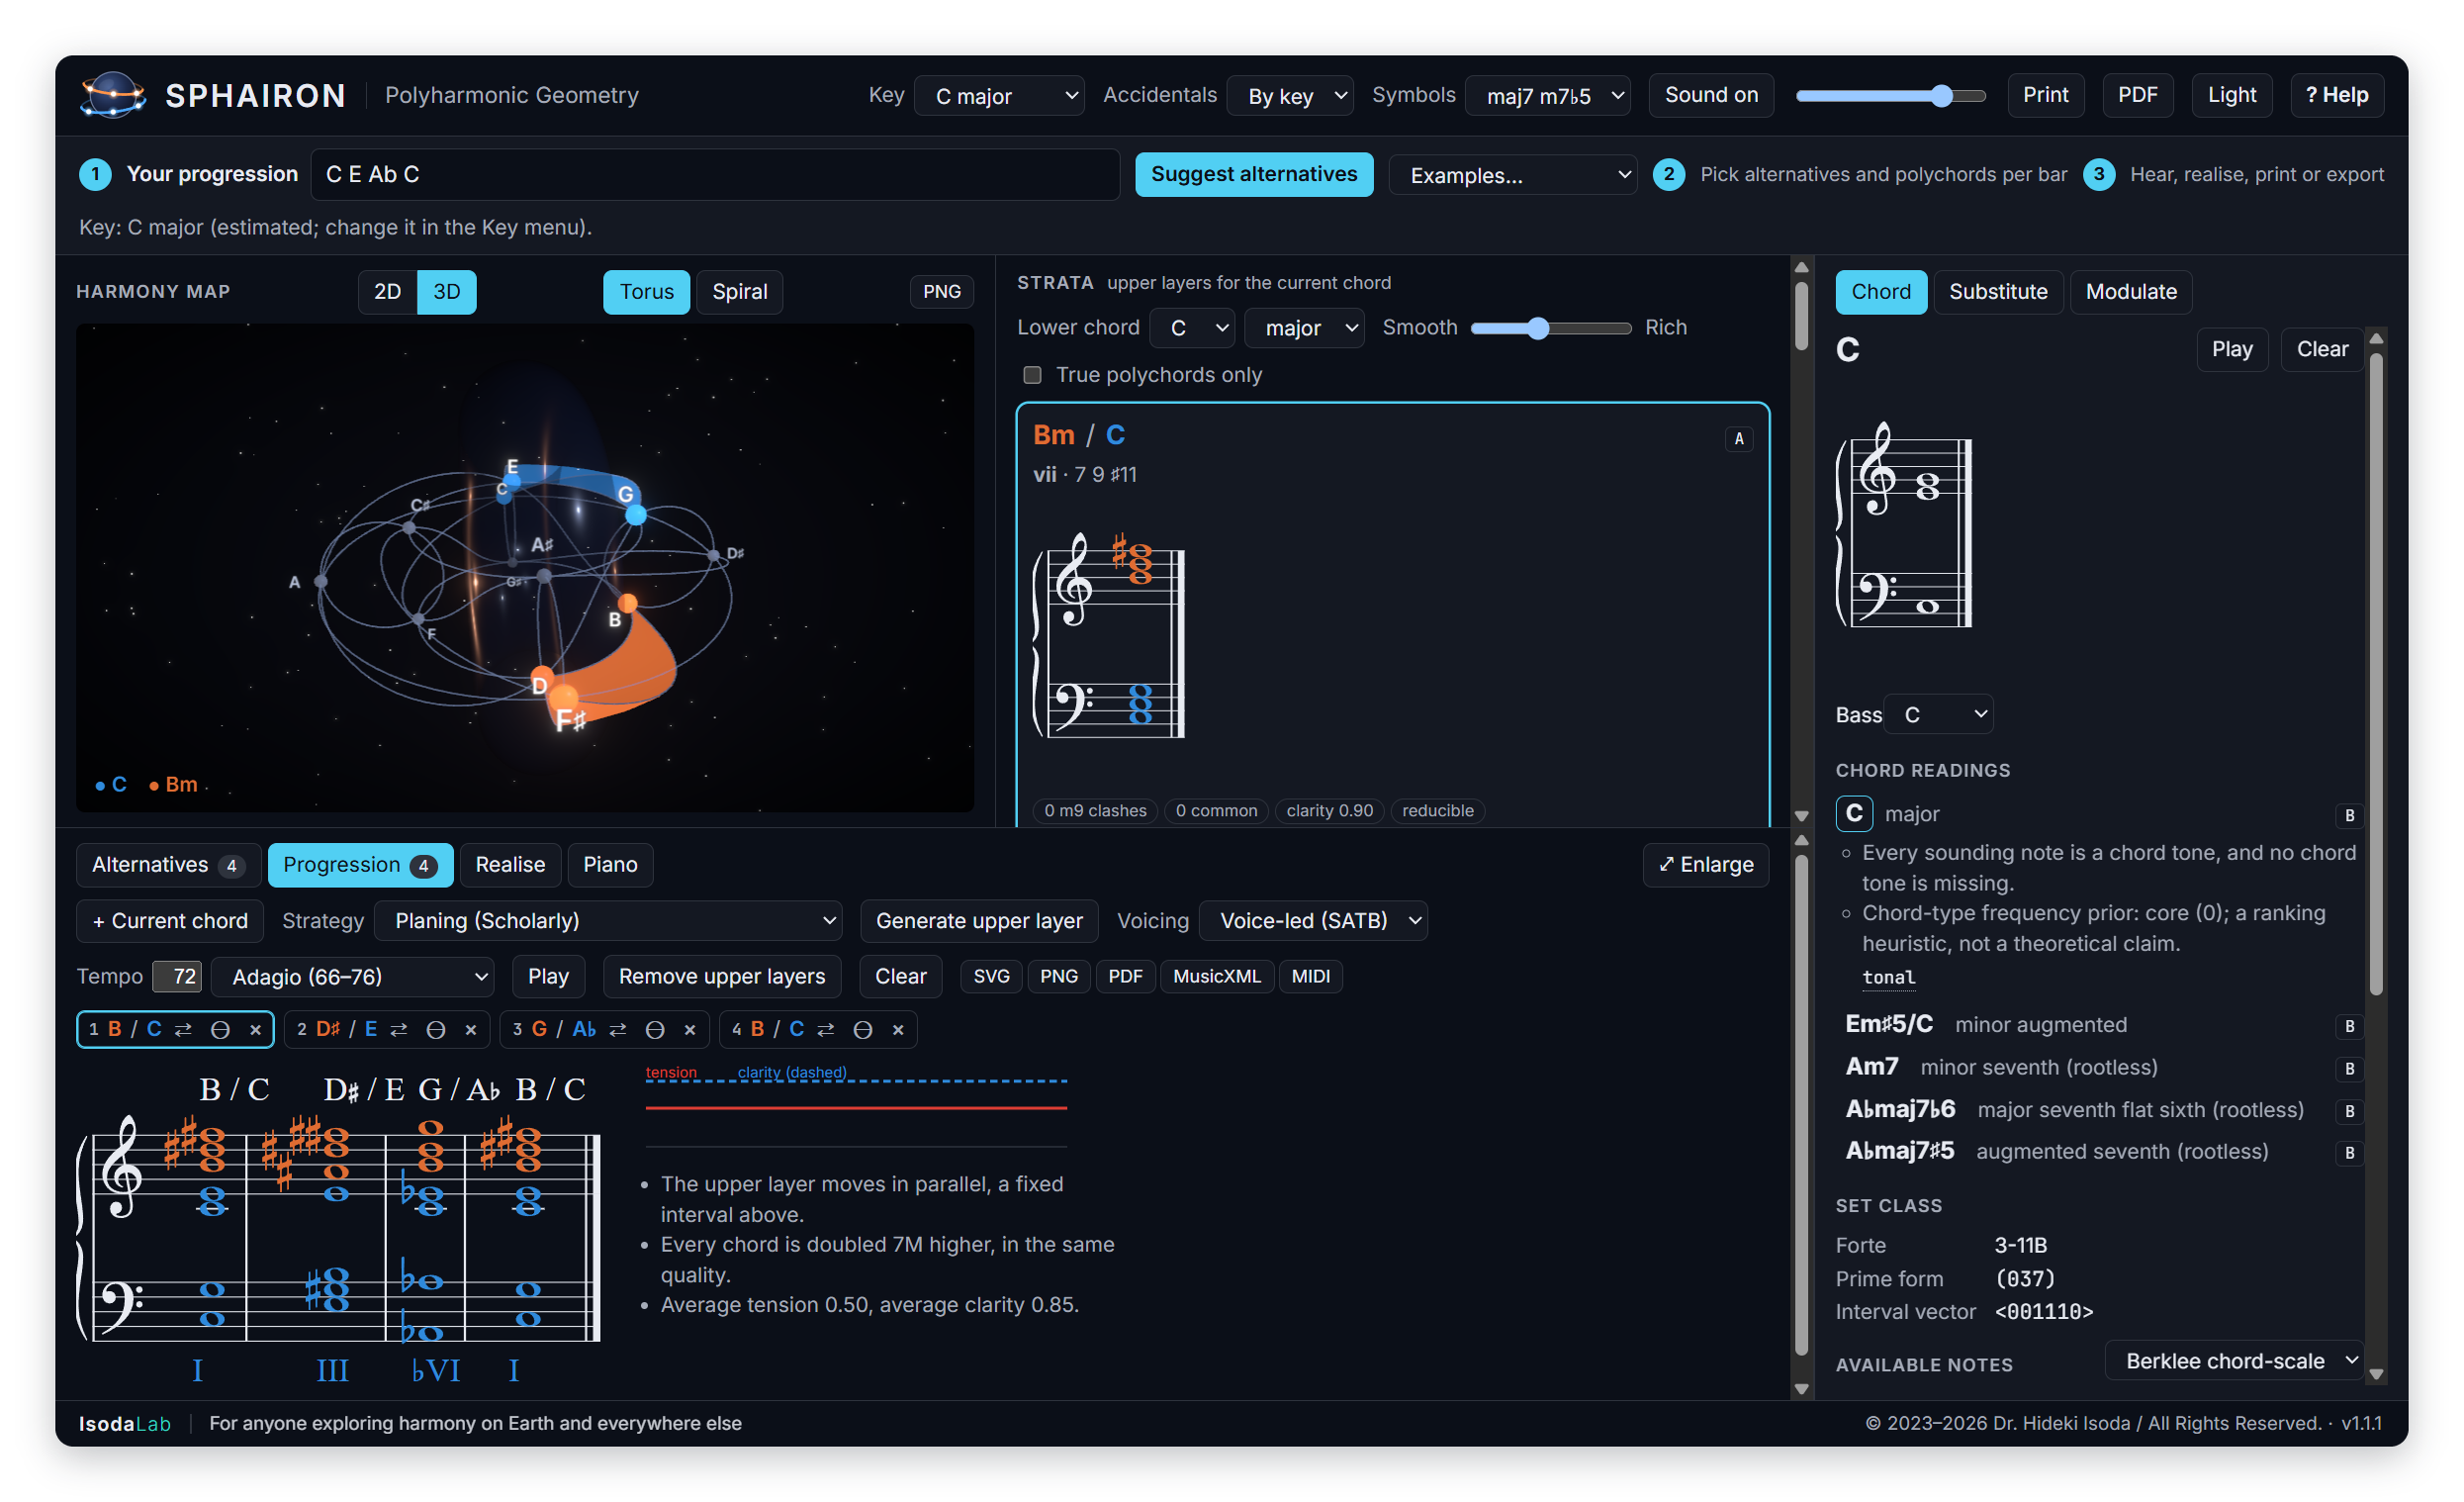 SPHAIRON
Polyharmonic Geometry
Key C major Accidentals By key Symbols maj7 m7♭5 Sound on Print PDF Light ? Help
1 Your progression C E Ab C Suggest alternatives Examples... 2 Pick alternatives and polychords per bar 3 Hear, realise, print or export
Key: C major (estimated; change it in the Key menu).
HARMONY MAP 2D 3D Torus Spiral PNG
E
C
G
C♯
A♯
D♯
G♯
A
B
F
D
F♯
C Bm
STRATA upper layers for the current chord
Lower chord C major Smooth Rich
True polychords only
Bm / C A
vii · 7 9 ♯11
0 m9 clashes 0 common clarity 0.90 reducible
Alternatives 4 Progression 4 Realise Piano Enlarge
+ Current chord Strategy Planing (Scholarly) Generate upper layer Voicing Voice-led (SATB)
Tempo 72 Adagio (66–76) Play Remove upper layers Clear SVG PNG PDF MusicXML MIDI
1 B / C ⇄ × 2 D♯ / E ⇄ × 3 G / A♭ ⇄ × 4 B / C ⇄ ×
B / C D♯ / E G / A♭ B / C
I III ♭VI I
tension clarity (dashed)
• The upper layer moves in parallel, a fixed
interval above.
• Every chord is doubled 7M higher, in the same
quality.
• Average tension 0.50, average clarity 0.85.
Chord Substitute Modulate
C Play Clear
Bass C
CHORD READINGS
C major B
Every sounding note is a chord tone, and no chord
tone is missing.
Chord-type frequency prior: core (0); a ranking
heuristic, not a theoretical claim.
tonal
Em♯5/C minor augmented B
Am7 minor seventh (rootless) B
A♭maj7♭6 major seventh flat sixth (rootless) B
A♭maj7♯5 augmented seventh (rootless) B
SET CLASS
Forte 3-11B
Prime form (037)
Interval vector <001110>
AVAILABLE NOTES Berklee chord-scale
IsodaLab For anyone exploring harmony on Earth and everywhere else
© 2023–2026 Dr. Hideki Isoda / All Rights Reserved. · v1.1.1